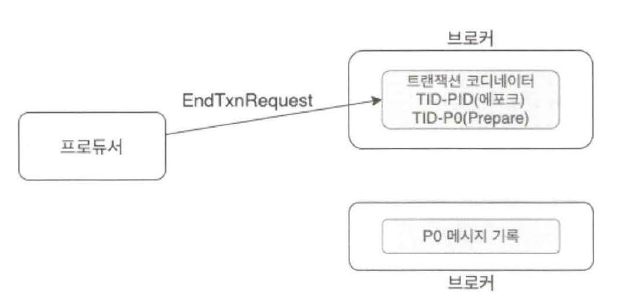 브로커
트랜잭션 코디네이터
TID-PID(에포크)
TID-P0(Prepare)
EndTxnRequest
프로듀서
P0 메시지 기록
브로커